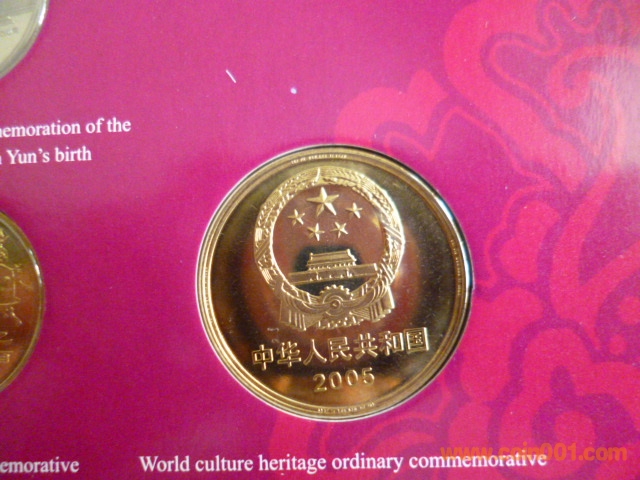 memoration of the
Yun's birth
中华人民共和国
2005
memorative
World culture heritage ordinary commemorative
www.coin001.com